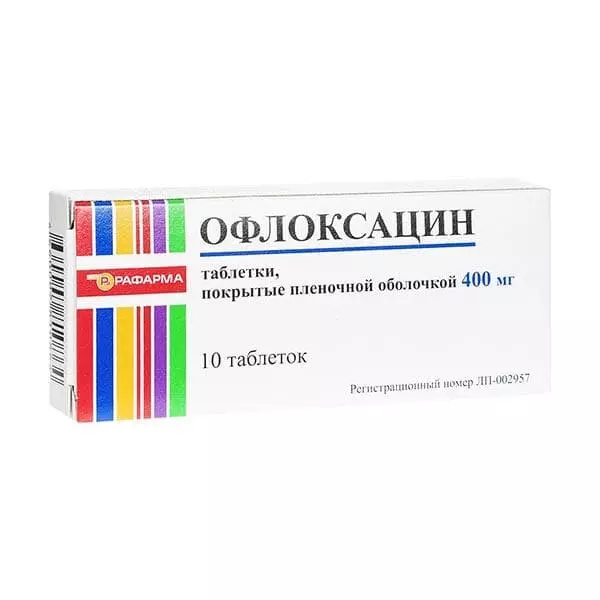 ОФЛОКСАЦИН
таблетки,
покрытые пленочной оболочкой 400 мг
РАФАРМА
10 таблеток
Регистрационный номер ЛП-002957